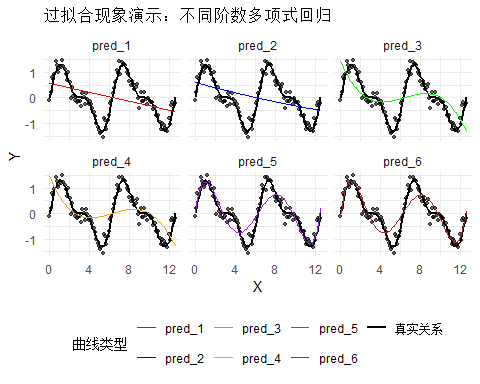 过拟合现象演示：不同阶数多项式回归
pred_1 pred_2 pred_3
1
0
-1
pred_4 pred_5 pred_6
1
0
-1
Y
0 4 8 12 0 4 8 12 0 4 8 12
X
曲线类型 pred_1 pred_3 pred_5 真实关系
pred_2 pred_4 pred_6